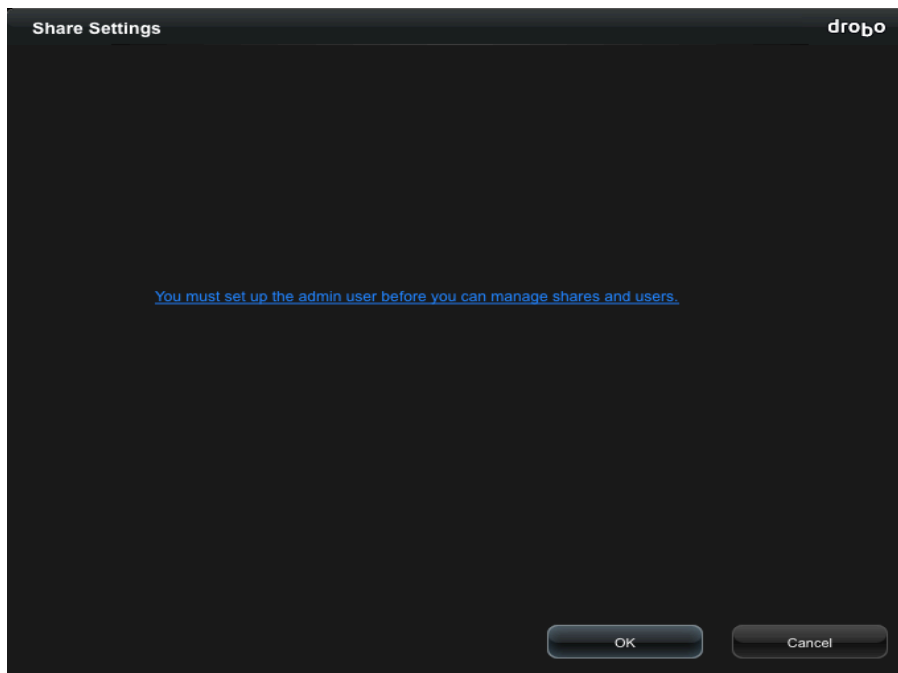 Share Settings
drobo
You must set up the admin user before you can manage shares and users.
OK
Cancel